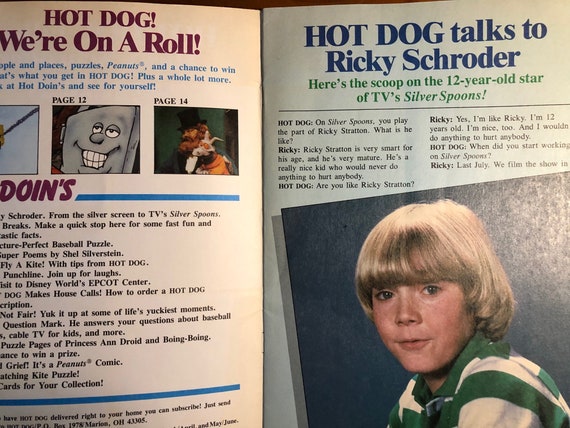 HOT DOG!
We're On A Roll!
ople and places, puzzles, Peanuts®, and a chance to win
at's what you get in HOT DOG! Plus a whole lot more.
k at Hot Doin's and see for yourself!
PAGE 12
PAGE 14
DOIN'S
y Schroder. From the silver screen to TV's Silver Spoons.
Breaks. Make a quick stop here for some fast fun and
tastic facts.
cture-Perfect Baseball Puzzle.
Super Poems by Shel Silverstein.
Fly A Kite! With tips from HOT DOG.
Punchline. Join up for laughs.
isit to Disney World's EPCOT Center.
T DOG Makes House Calls! How to order a HOT DOG
cription.
Not Fair! Yuk it up at some of life's yuckiest moments.
Question Mark. He answers your questions about baseball
s, cable TV for kids, and more.
Puzzle Pages of Princess Ann Droid and Boing-Boing.
ance to win a prize.
d Grief! It's a Peanuts® Comic.
atching Kite Puzzle!
Cards for Your Collection!
o have HOT DOG delivered right to your home you can subscribe! Just send
HOT DOG/P.O. Box 1978/Marion, OH 43305.
/April, and May/June.
HOT DOG talks to
Ricky Schroder
Here's the scoop on the 12-year-old star
of TV's Silver Spoons!
HOT DOG: On Silver Spoons, you play
the part of Ricky Stratton. What is he
like?
Ricky: Ricky Stratton is very smart for
his age, and he's very mature. He's a
really nice kid who would never do
anything to hurt anybody.
HOT DOG: Are you like Ricky Stratton?
Ricky: Yes, I'm like Ricky. I'm 12
years old. I'm nice, too. And I wouldn
do anything to hurt anybody.
HOT DOG: When did you start working
on Silver Spoons?
Ricky: Last July. We film the show in